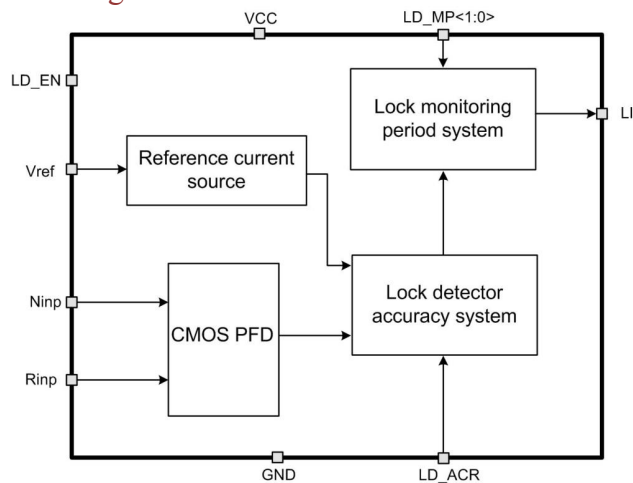 VCC
LD_MP<1:0>
LD_EN
Lock monitoring
period system
LI
Vref
Reference current
source
Ninp
CMOS PFD
Lock detector
accuracy system
Rinp
GND
LD_ACR